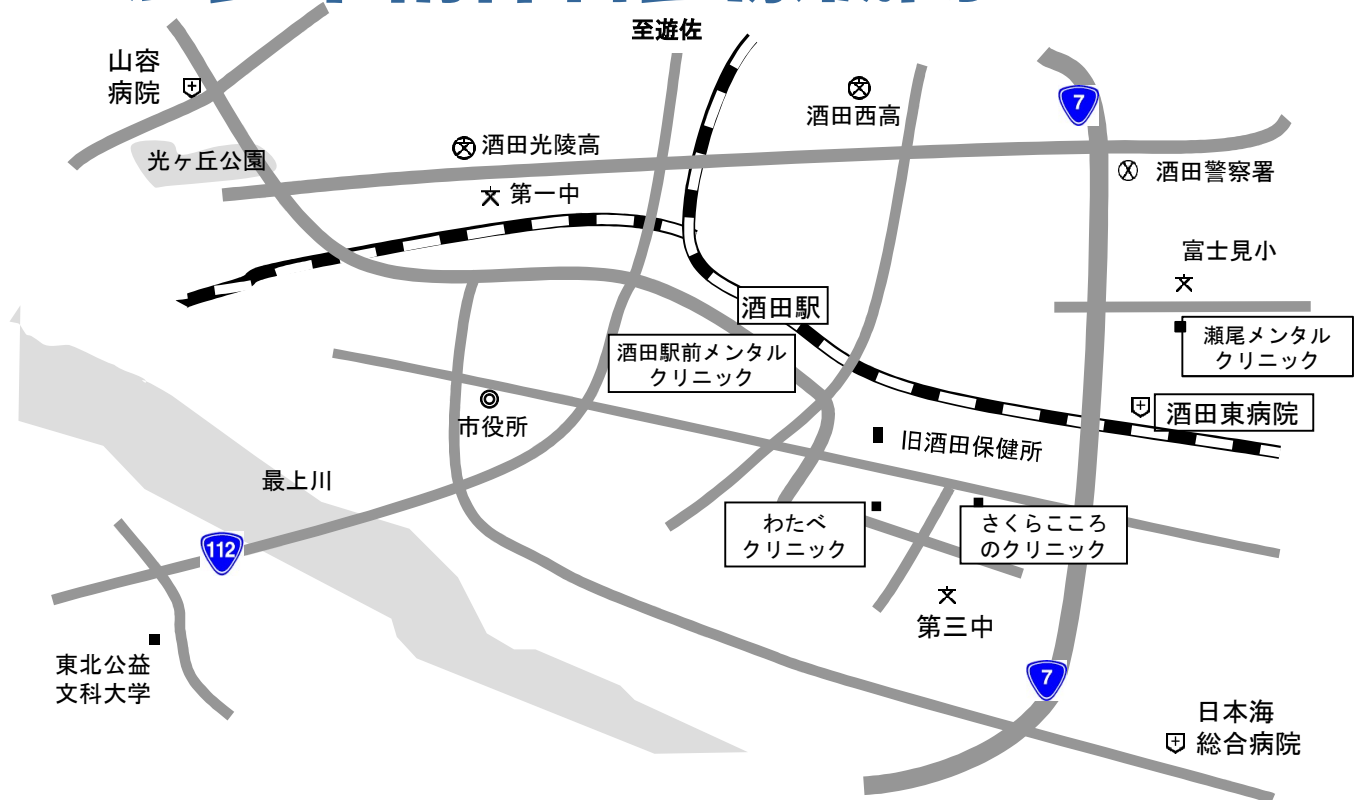 至遊佐
山容
病院
7
酒田西高
酒田光陵高
光ヶ丘公園
酒田警察署
第一中
富士見小
酒田駅
瀬尾メンタル
クリニック
酒田駅前メンタル
クリニック
酒田東病院
市役所
旧酒田保健所
最上川
わたべ
クリニック
さくらこころ
のクリニック
112
第三中
東北公益
文科大学
7
日本海
総合病院